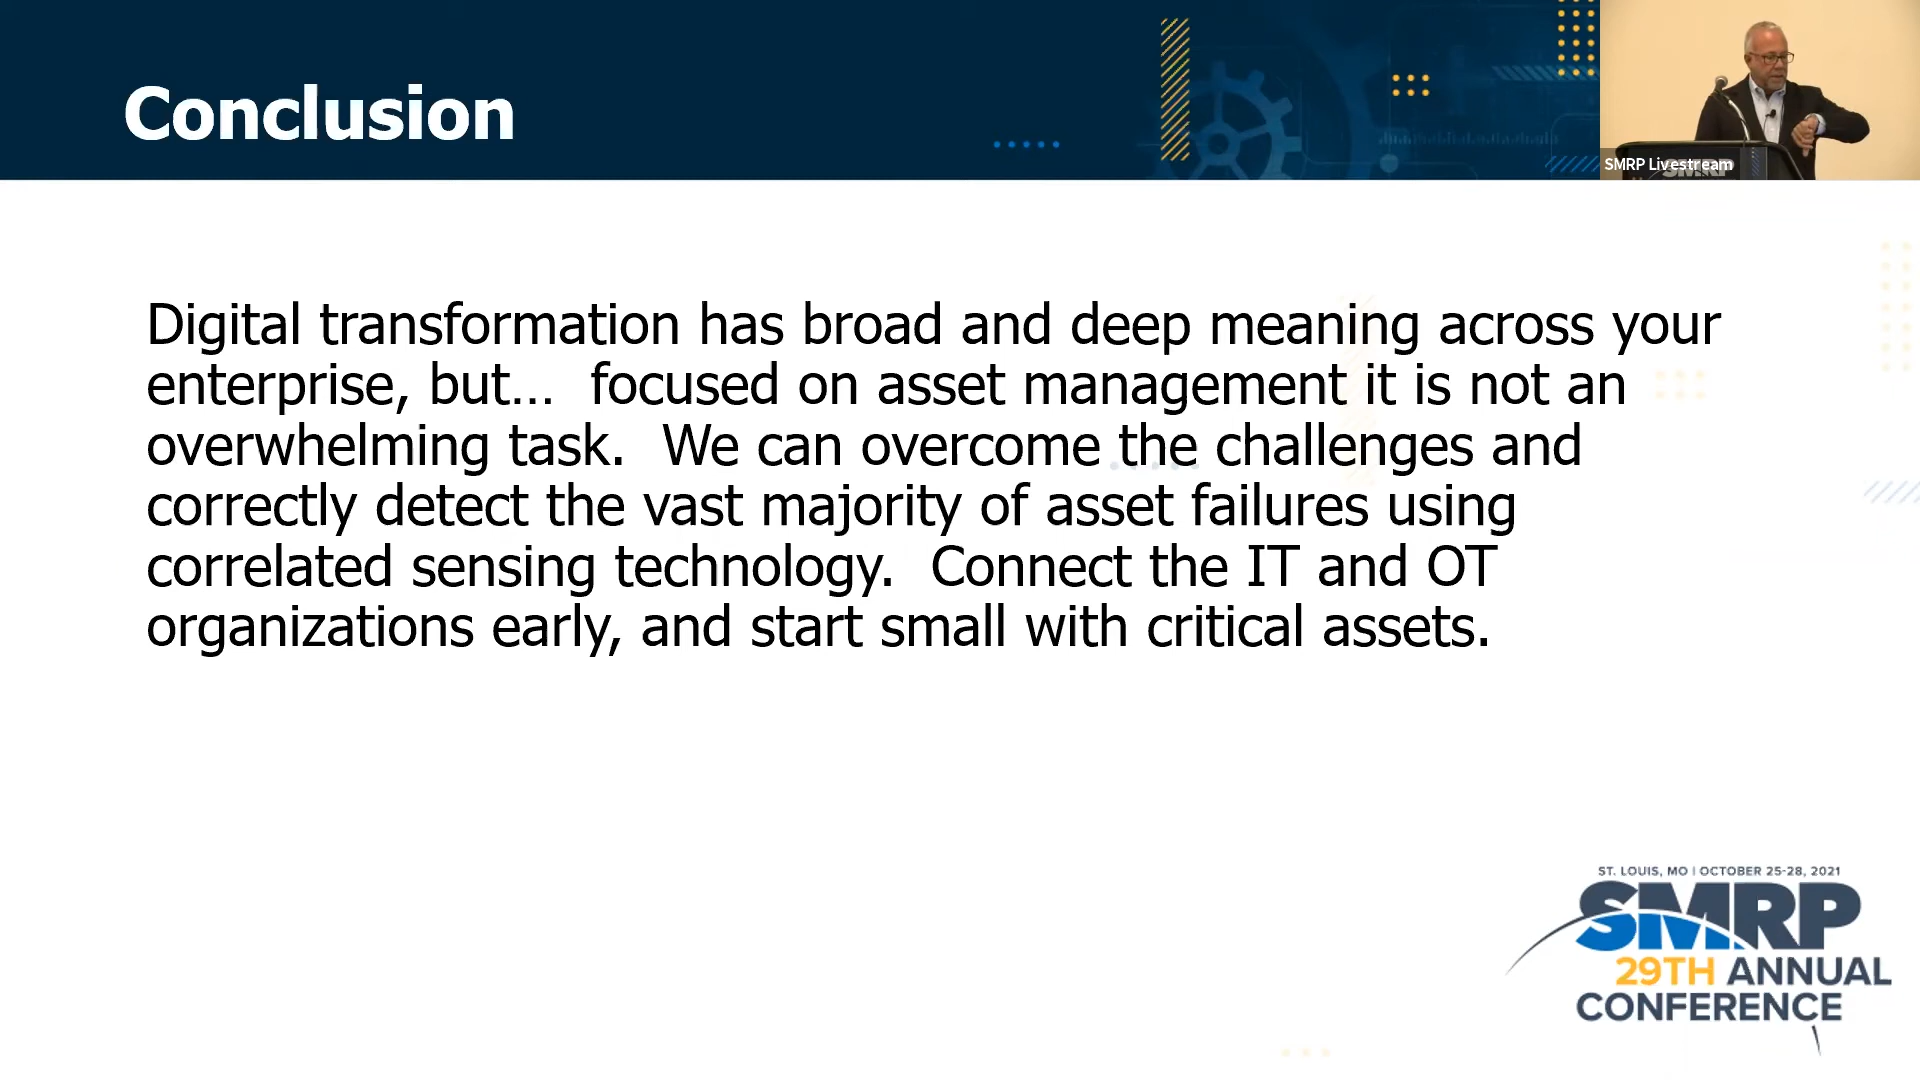 Conclusion
SMRP Livestream
SMRP
Digital transformation has broad and deep meaning across your
enterprise, but… focused on asset management it is not an
overwhelming task. We can overcome the challenges and
correctly detect the vast majority of asset failures using
correlated sensing technology. Connect the IT and OT
organizations early, and start small with critical assets.
ST. LOUIS, MO | OCTOBER 25-28, 2021
SMRP
29TH ANNUAL
CONFERENCE